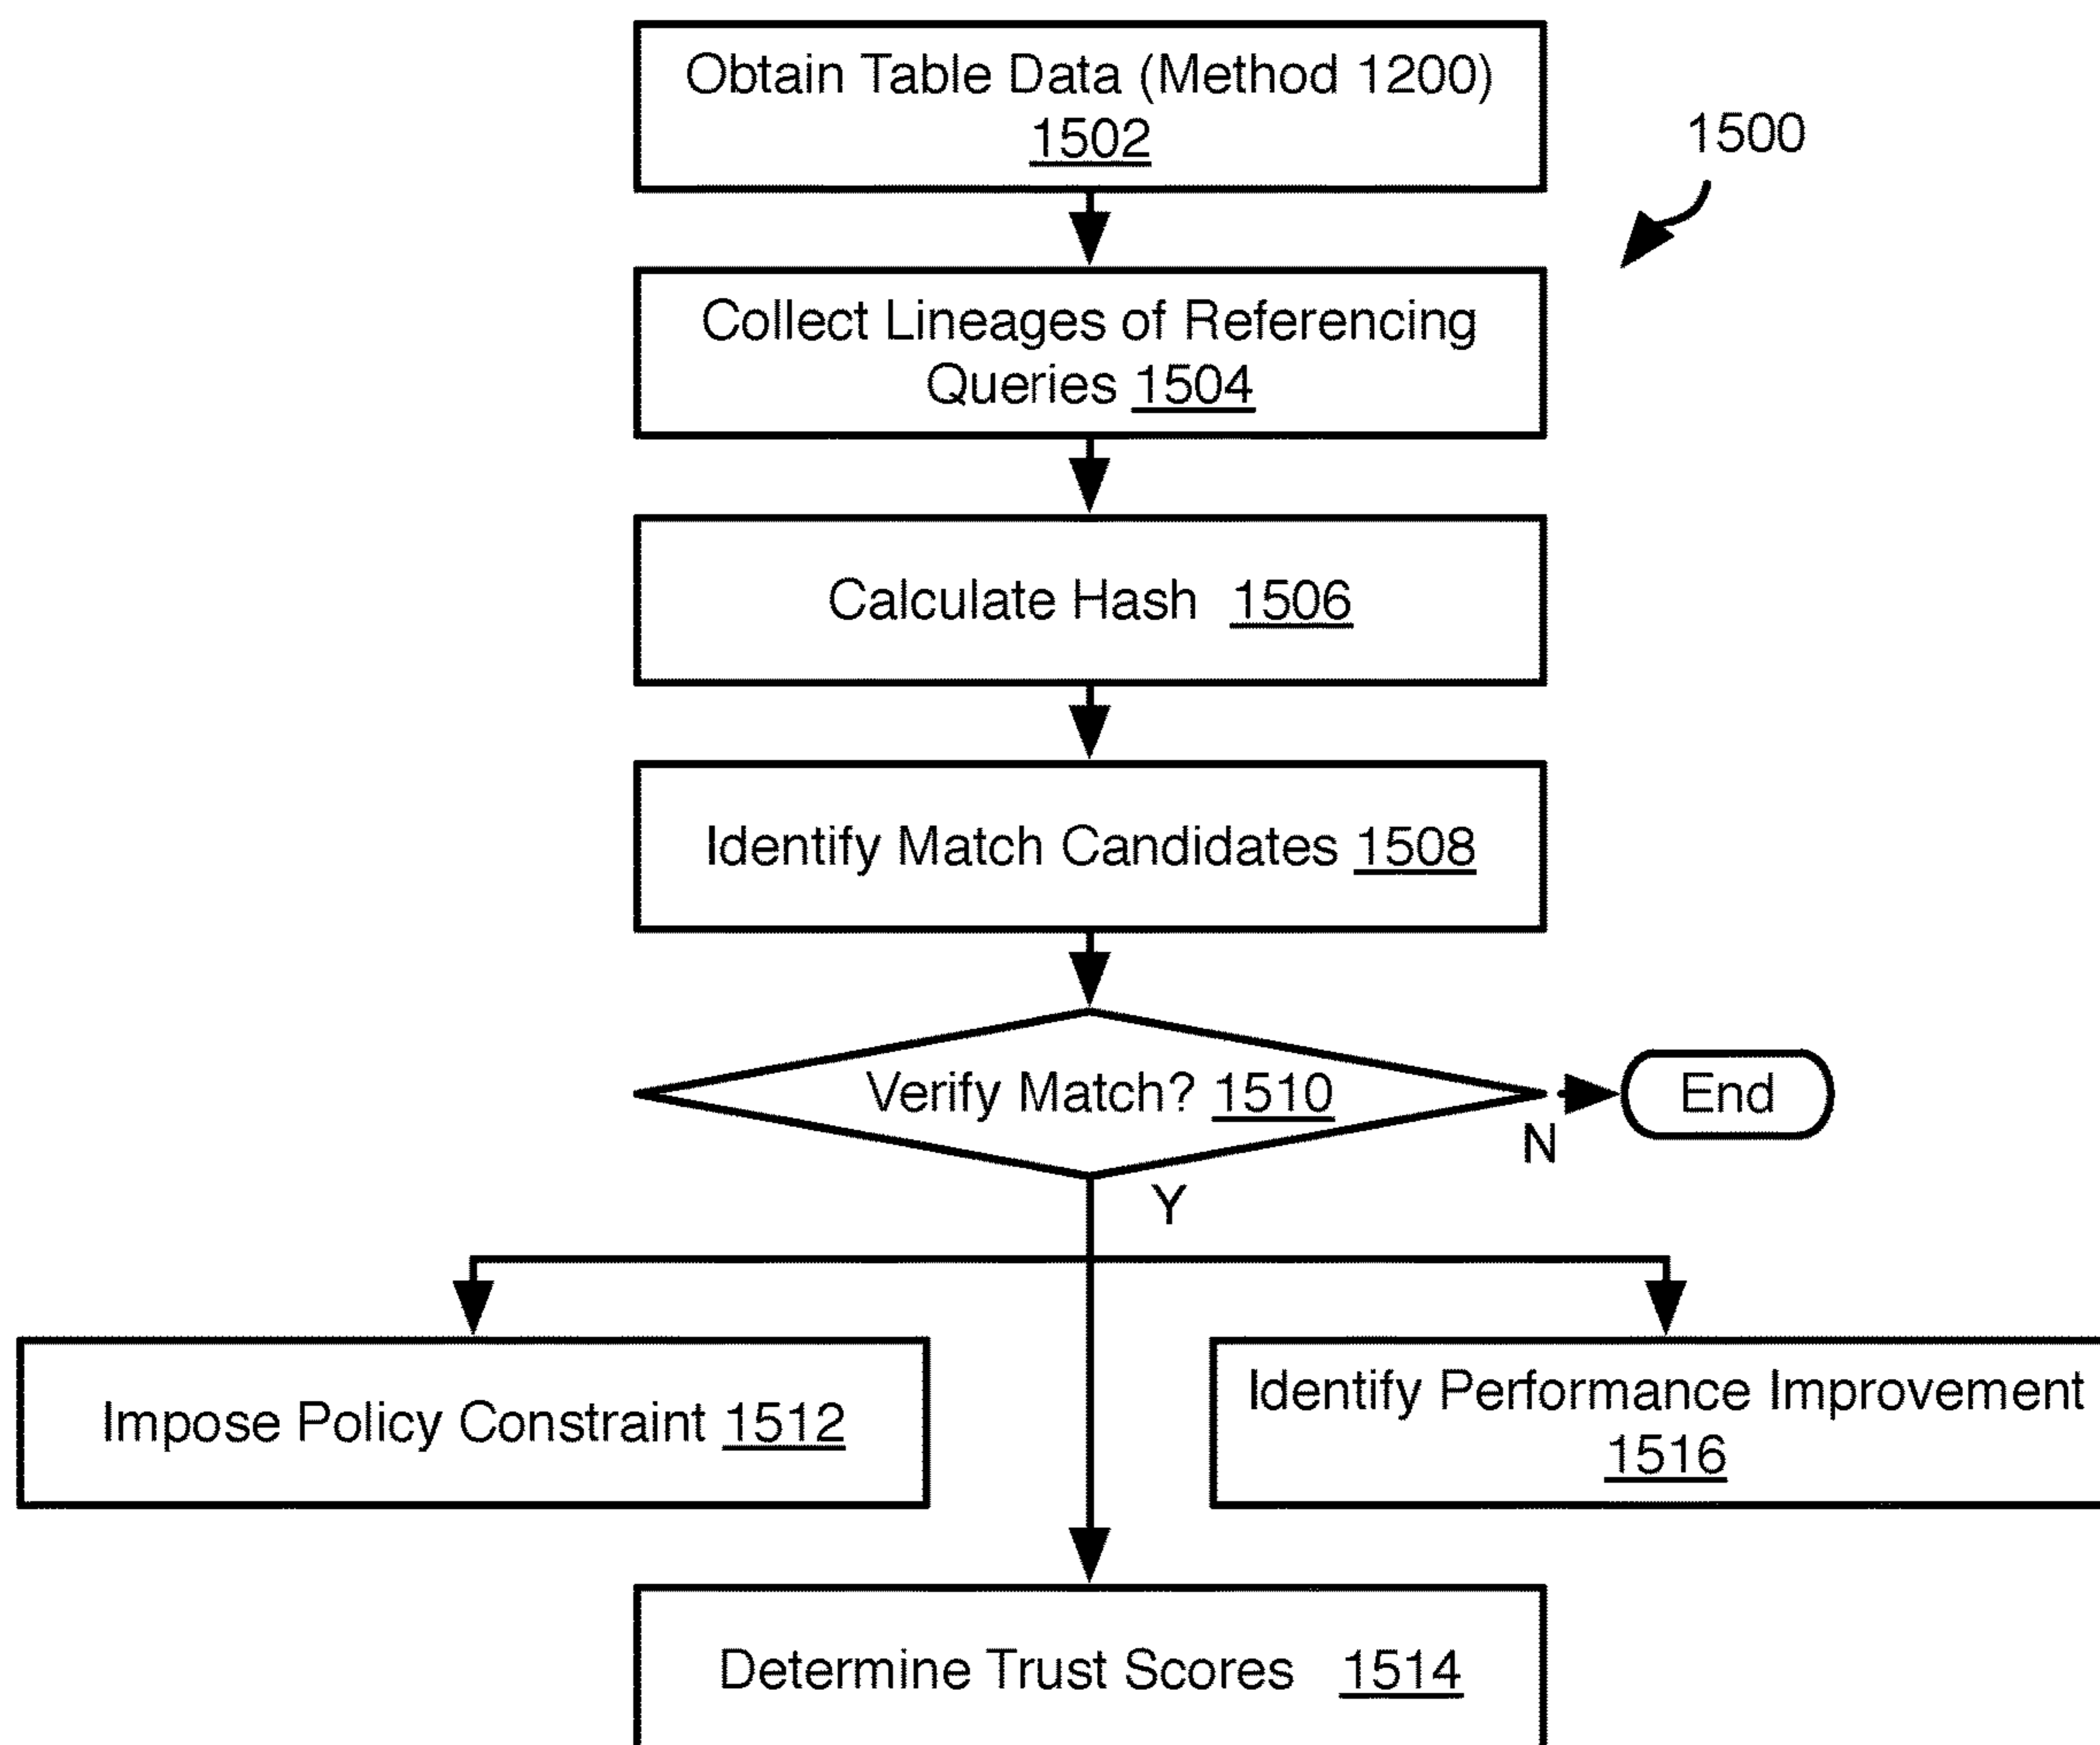 Obtain Table Data (Method 1200)
1502
1500
Collect Lineages of Referencing
Queries 1504
Calculate Hash 1506
Identify Match Candidates 1508
Verify Match? 1510
End
N
Y
Impose Policy Constraint 1512
Identify Performance Improvement
1516
Determine Trust Scores 1514